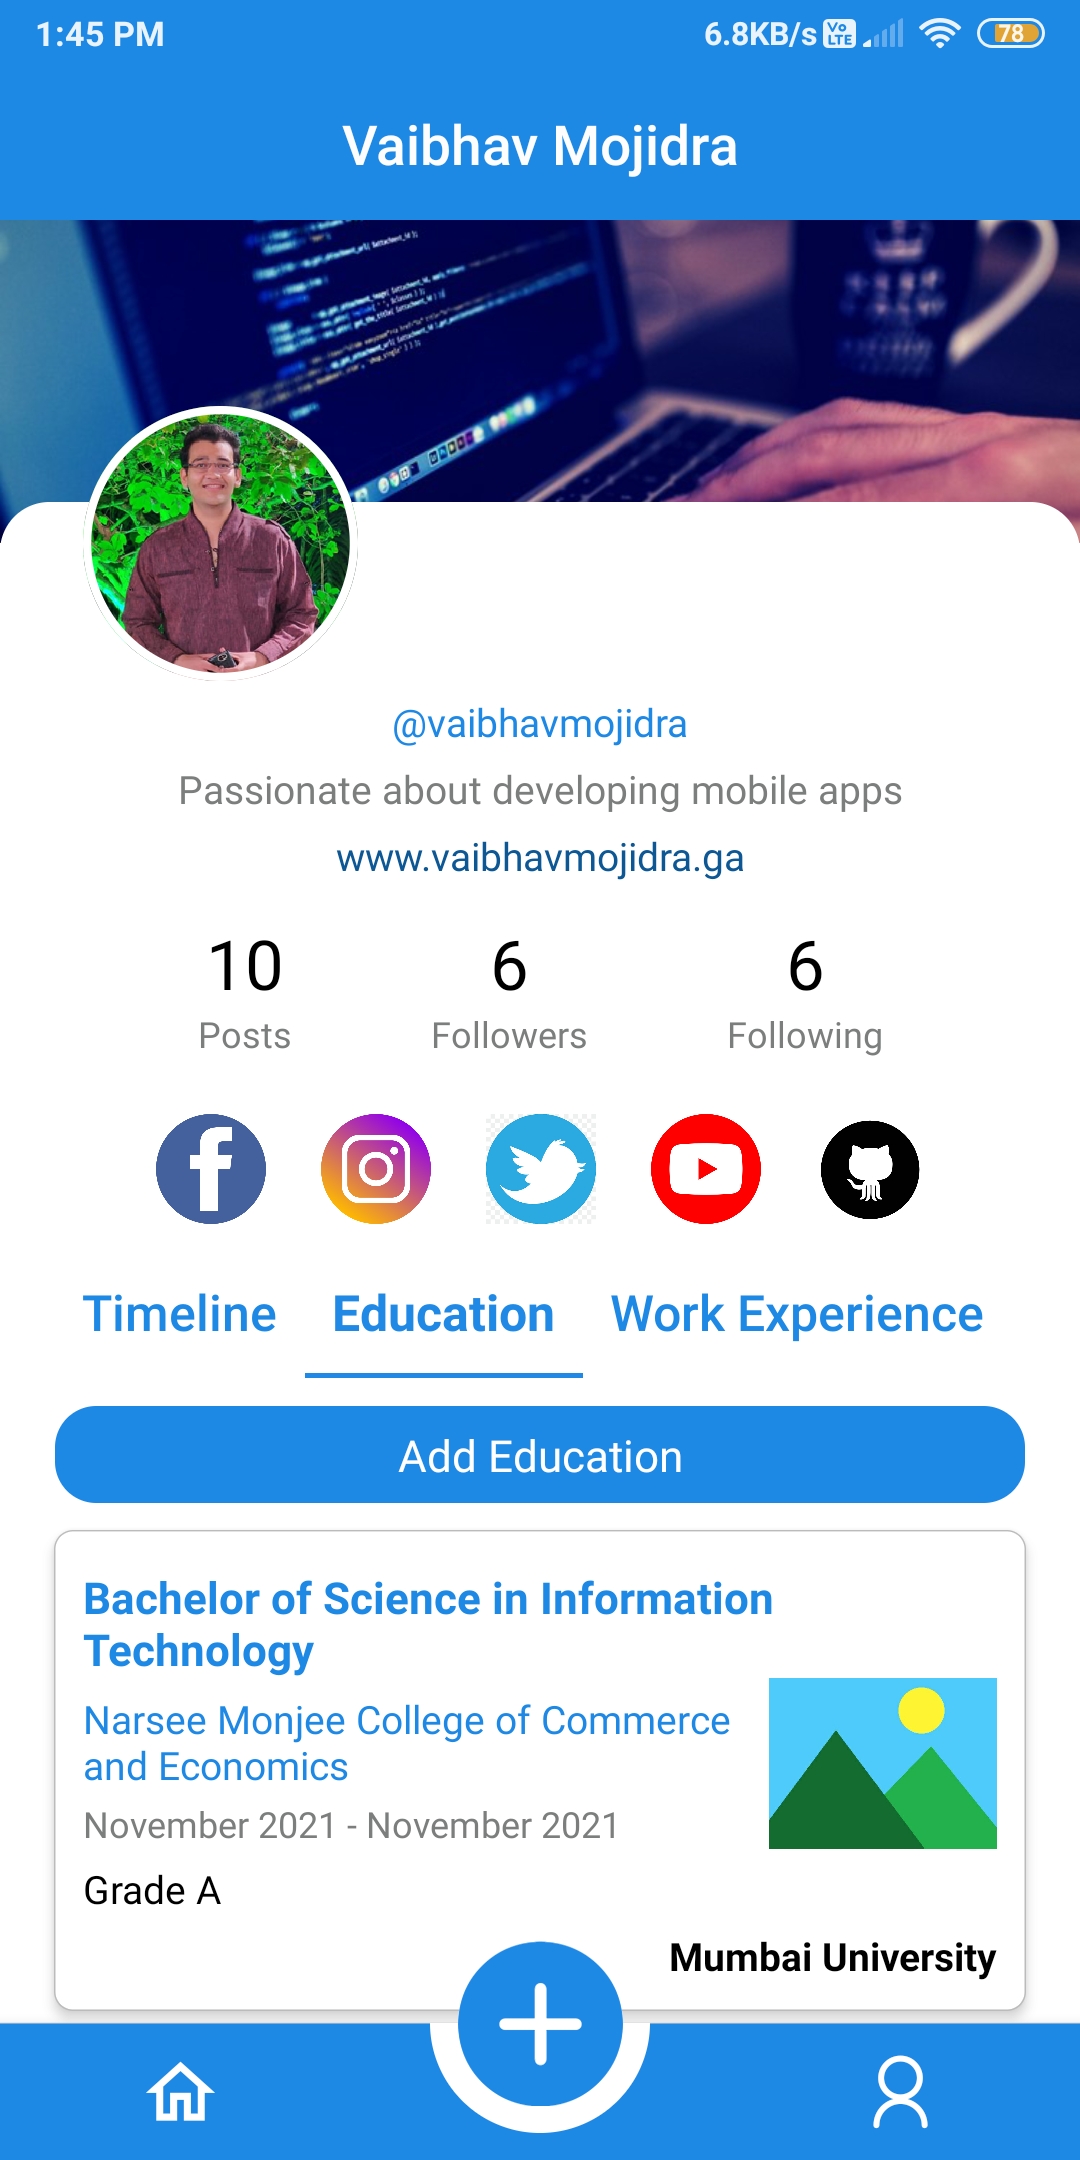 1:45 PM
6.8KB/s Vo LTE 78
Vaibhav Mojidra
@vaibhavmojidra
Passionate about developing mobile apps
www.vaibhavmojidra.ga
10 6 6
Posts Followers Following
Timeline Education Work Experience
Add Education
Bachelor of Science in Information
Technology
Narsee Monjee College of Commerce
and Economics
November 2021 - November 2021
Grade A
Mumbai University